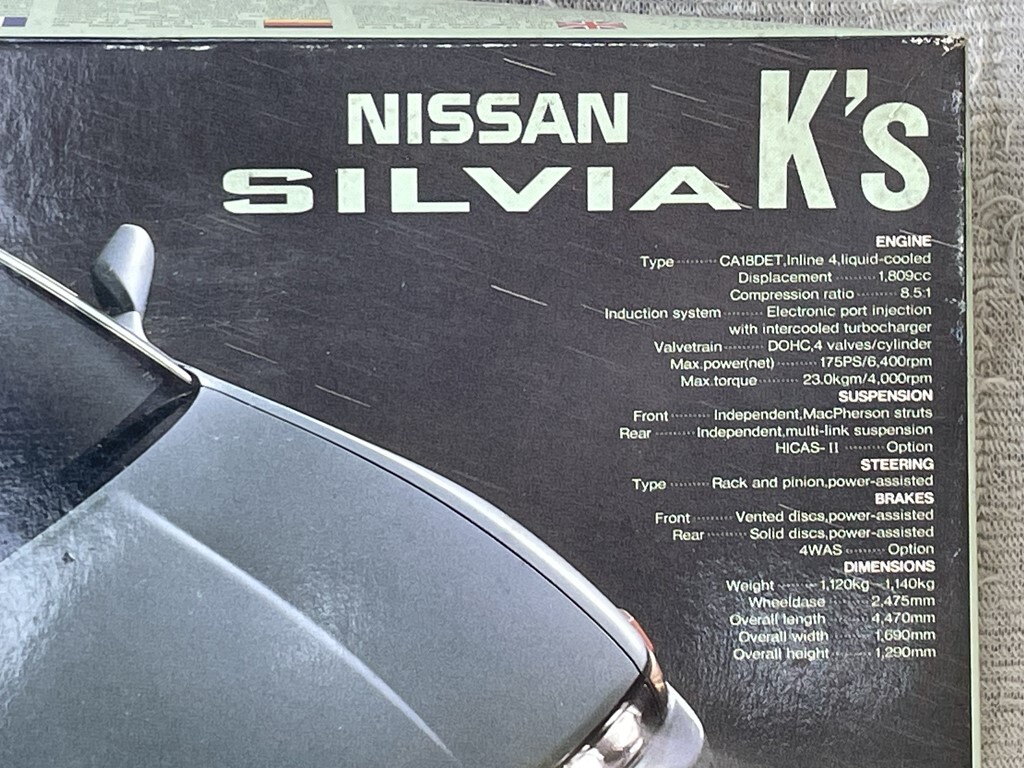 NISSAN
SILVIA K's
ENGINE
Type ········ CA18DET,Inline 4,liquid-cooled
Displacement ········ 1,809cc
Compression ratio ········ 8.5:1
Induction system ········ Electronic port injection
with intercooled turbocharger
Valvetrain ········ DOHC,4 valves/cylinder
Max.power(net) ········ 175PS/6,400rpm
Max.torque ········ 23.0kgm/4,000rpm
SUSPENSION
Front ········ Independent,MacPherson struts
Rear ········ Independent,multi-link suspension
HICAS-II ········ Option
STEERING
Type ········ Rack and pinion,power-assisted
BRAKES
Front ········ Vented discs,power-assisted
Rear ········ Solid discs,power-assisted
4WAS ········ Option
DIMENSIONS
Weight ········ 1,120kg~1,140kg
Wheeldase ········ 2,475mm
Overall length ········ 4,470mm
Overall width ········ 1,690mm
Overall height ········ 1,290mm